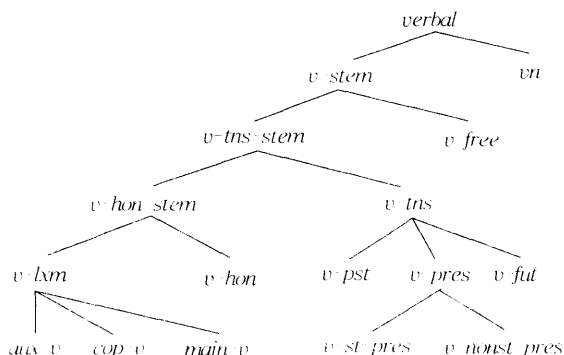 verbal
v-stem vn
v-tns-stem v-free
v-hon-stem v-tns
v-lxm v-hon v-pst v-pres v-fut
aux-v cop-v main-v v-st-pres v-nonst-pres